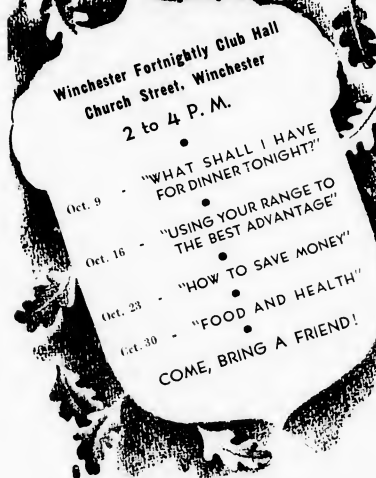 Winchester Fortnightly Club Hall
Church Street, Winchester
2 to 4 P. M.
Oct. 9 - "WHAT SHALL I HAVE
FOR DINNER TONIGHT?"
Oct. 16 - "USING YOUR RANGE TO
THE BEST ADVANTAGE"
Oct. 23 - "HOW TO SAVE MONEY"
Oct. 30 - "FOOD AND HEALTH"
COME, BRING A FRIEND!